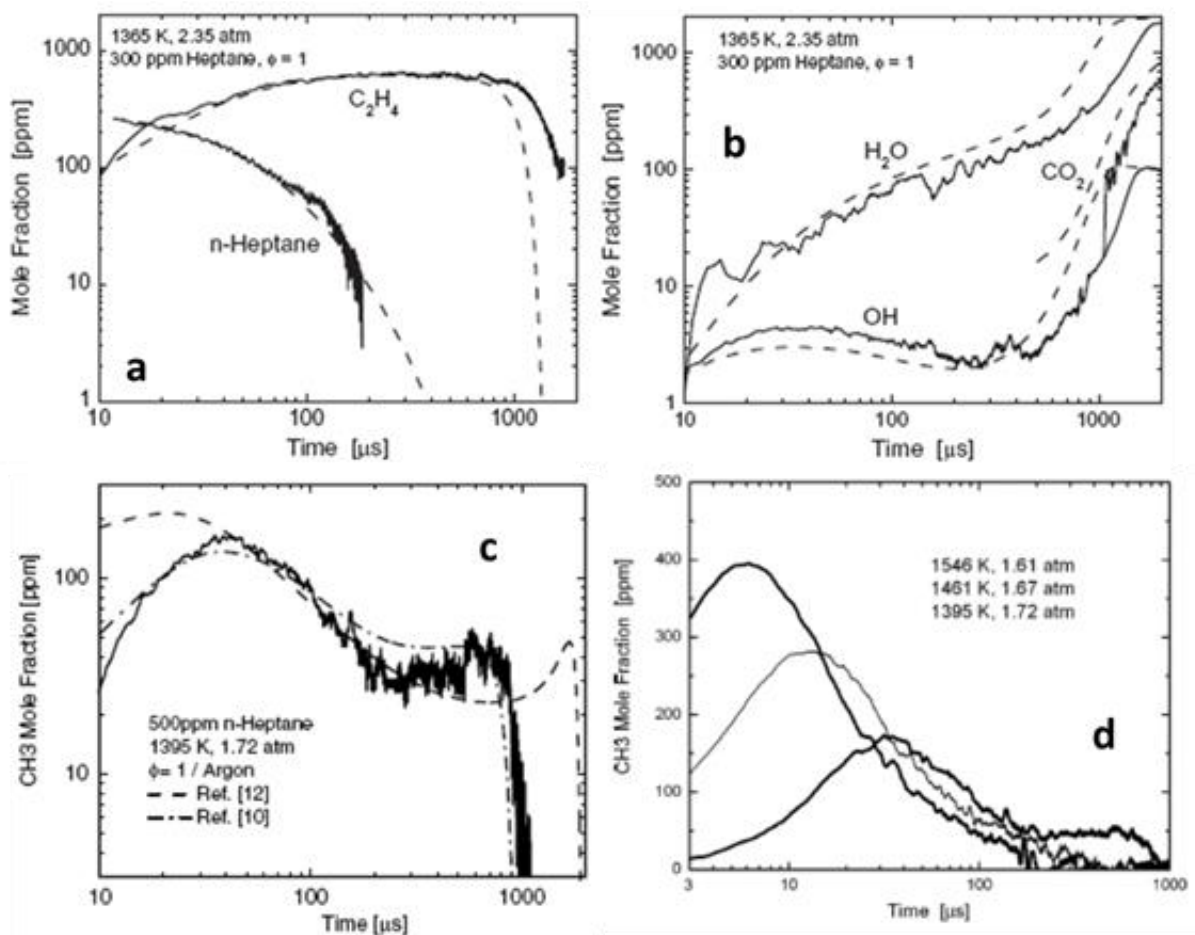 1365 K, 2.35 atm
300 ppm Heptane, ϕ = 1
C₂H₄
n-Heptane
a
Mole Fraction [ppm]
1000
100
10
1
10
100
1000
Time [μs]
1365 K, 2.35 atm
300 ppm Heptane, ϕ = 1
b
H₂O
CO₂
OH
Mole Fraction [ppm]
1000
100
10
1
10
100
1000
Time [μs]
c
500ppm n-Heptane
1395 K, 1.72 atm
ϕ= 1 / Argon
Ref. [12]
Ref. [10]
CH3 Mole Fraction [ppm]
100
10
10
100
1000
Time [μs]
1546 K, 1.61 atm
1461 K, 1.67 atm
1395 K, 1.72 atm
d
CH3 Mole Fraction [ppm]
500
400
300
200
100
0
3
10
100
1000
Time [μs]